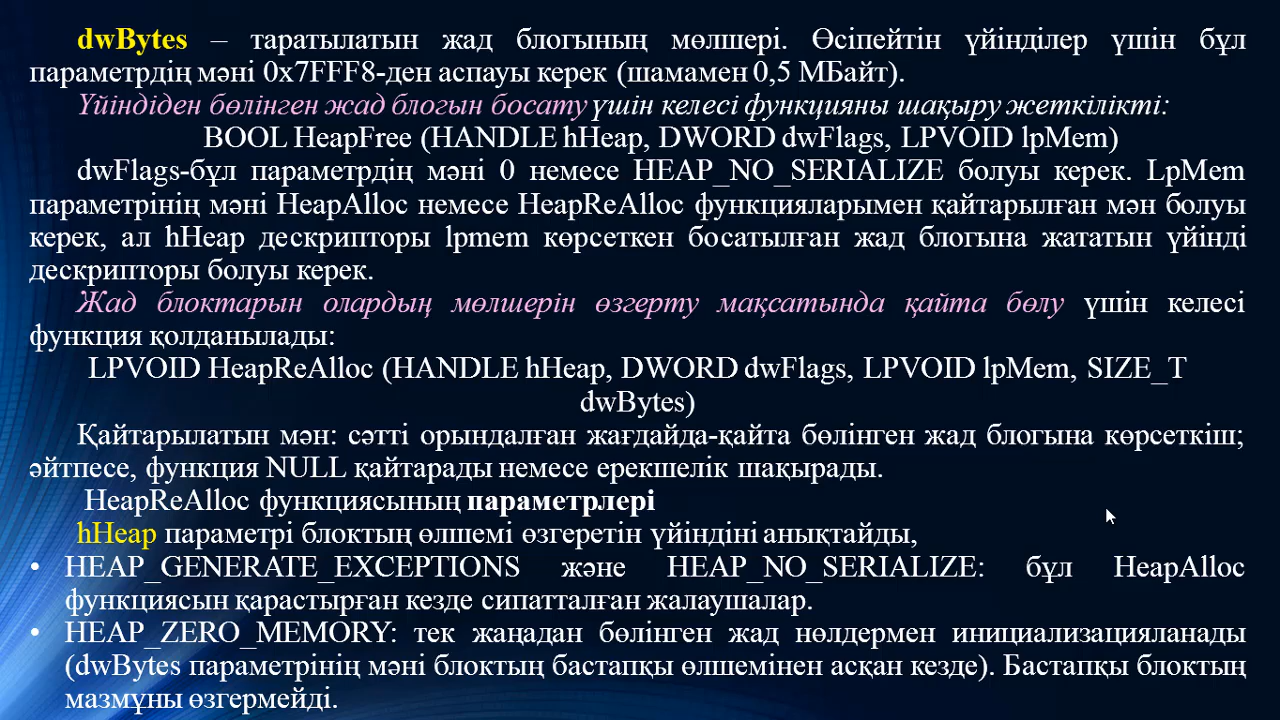 dwBytes – таратылатын жад блогының мөлшері. Өсіпейтін үйінділер үшін бұл
параметрдің мәні 0x7FFF8-ден аспауы керек (шамамен 0,5 МБайт).
Үйіндіден бөлінген жад блогын босату үшін келесі функцияны шақыру жеткілікті:
BOOL HeapFree (HANDLE hHeap, DWORD dwFlags, LPVOID lpMem)
dwFlags-бұл параметрдің мәні 0 немесе HEAP_NO_SERIALIZE болуы керек. LpMem
параметрінің мәні HeapAlloc немесе HeapReAlloc функцияларымен қайтарылған мән болуы
керек, ал hHeap дескрипторы lpmem көрсеткен босатылған жад блогына жататын үйінді
дескрипторы болуы керек.
Жад блоктарын олардың мөлшерін өзгерту мақсатында қайта бөлу үшін келесі
функция қолданылады:
LPVOID HeapReAlloc (HANDLE hHeap, DWORD dwFlags, LPVOID lpMem, SIZE_T
dwBytes)
Қайтарылатын мән: сәтті орындалған жағдайда-қайта бөлінген жад блогына көрсеткіш;
әйтпесе, функция NULL қайтарады немесе ерекшелік шақырады.
HeapReAlloc функциясының параметрлері
hHeap параметрі блоктың өлшемі өзгеретін үйіндіні анықтайды,
• HEAP_GENERATE_EXCEPTIONS және HEAP_NO_SERIALIZE: бұл HeapAlloc
функциясын қарастырған кезде сипатталған жалаушалар.
• HEAP_ZERO_MEMORY: тек жаңадан бөлінген жад нөлдермен инициализацияланады
(dwBytes параметрінің мәні блоктың бастапқы өлшемінен асқан кезде). Бастапқы блоктың
мазмұны өзгермейді.